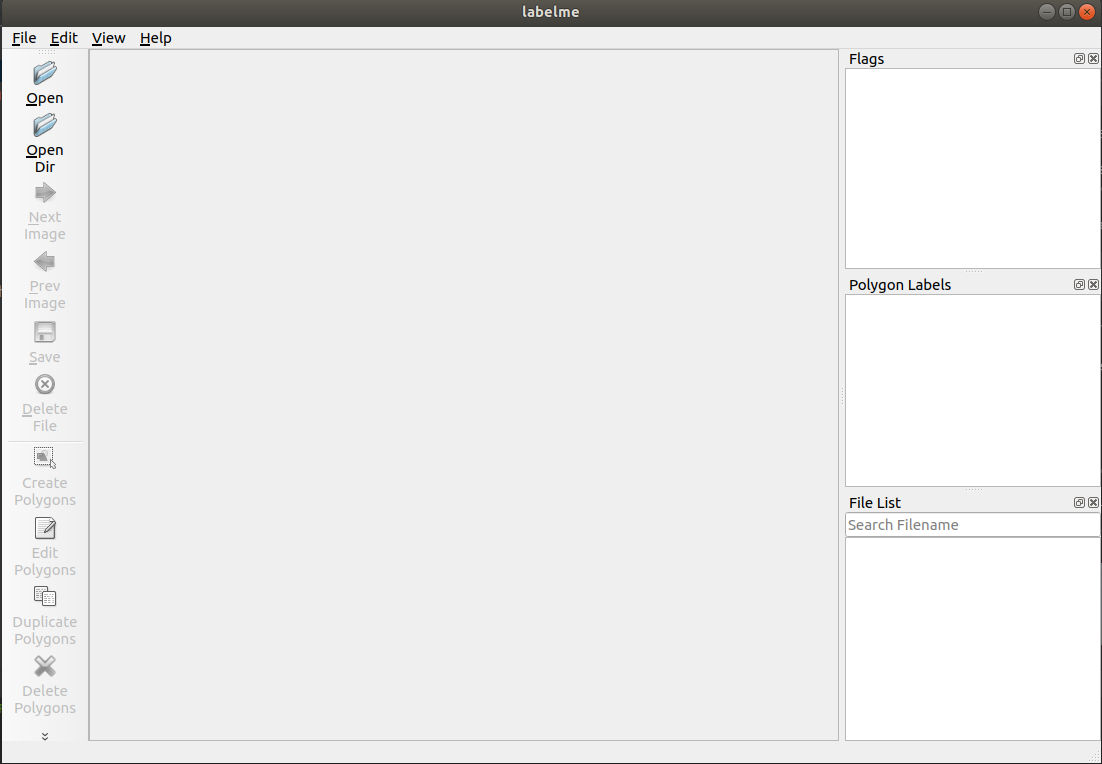 labelme
File Edit View Help
Open
Open
Dir
Next
Image
Prev
Image
Save
Delete
File
Create
Polygons
Edit
Polygons
Duplicate
Polygons
Delete
Polygons
Flags
Polygon Labels
File List
Search Filename